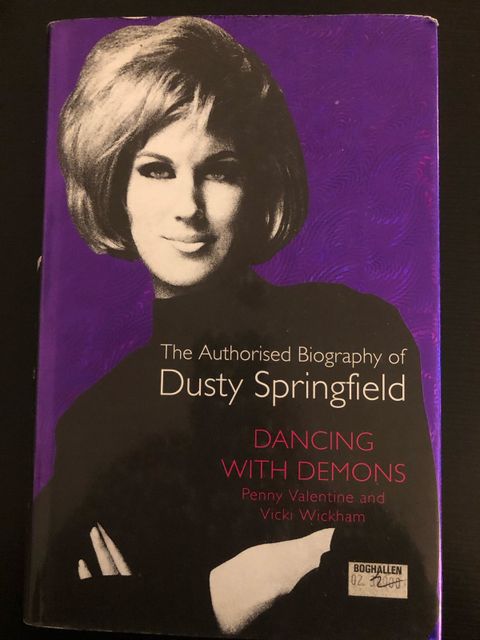 The Authorised Biography of
Dusty Springfield
DANCING
WITH DEMONS
Penny Valentine and
Vicki Wickham
BOGHALLEN